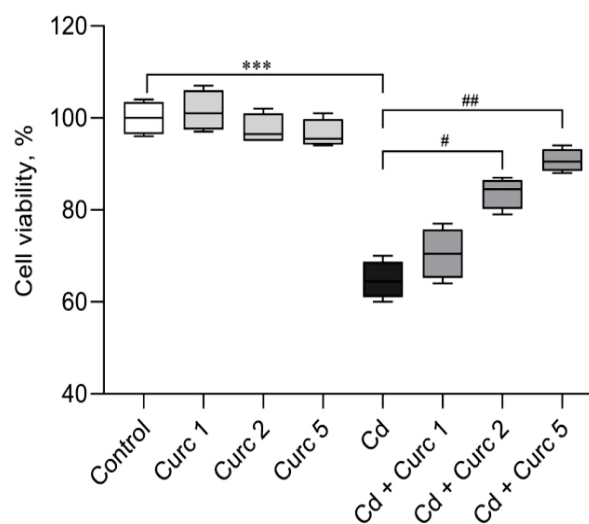 120
100
80
60
40
Cell viability, %
***
##
#
Control
Curc 1
Curc 2
Curc 5
Cd
Cd + Curc 1
Cd + Curc 2
Cd + Curc 5